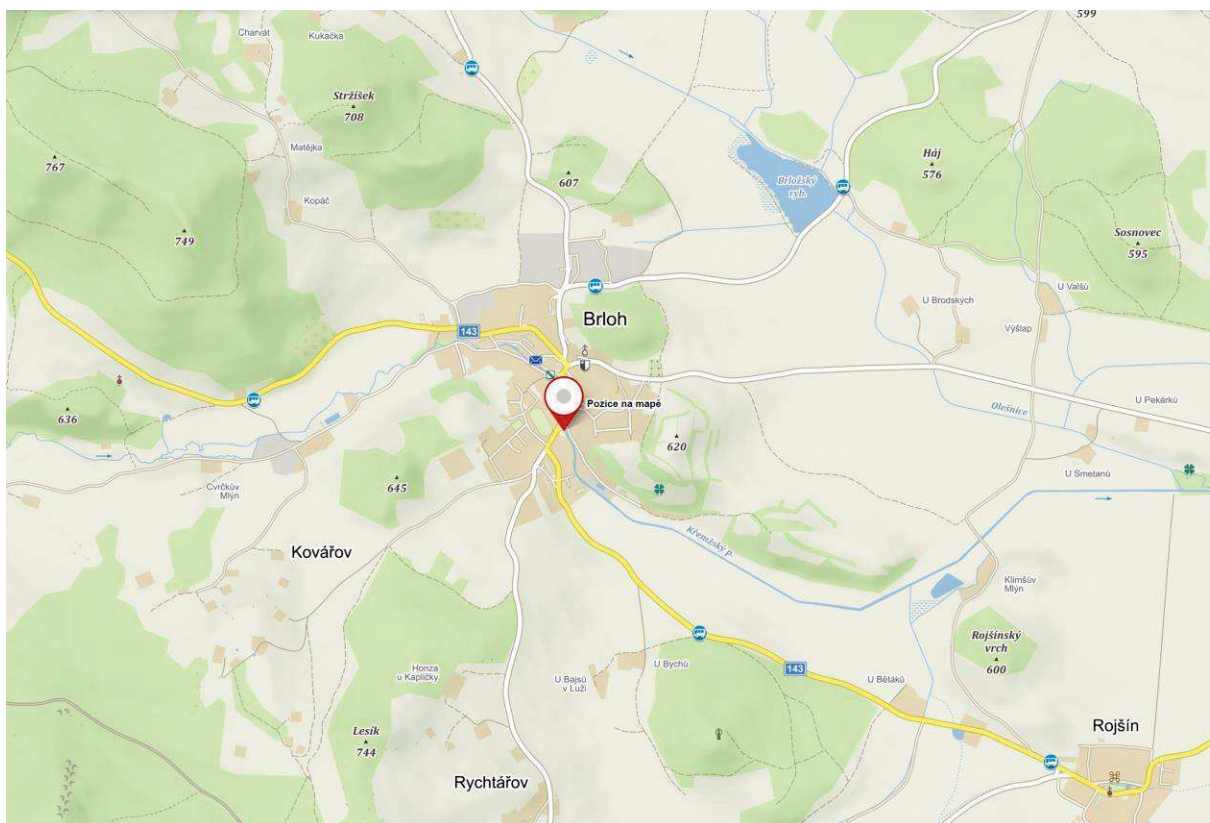 599
Charvát
Kukačka
Stržíšek
708
Matějka
767
Háj
576
607
Brložský
ryb.
Kopáč
749
Sosnovec
595
U Valšů
U Brodských
Výšlap
Brloh
143
Pozice na mapě
U Pekárků
Olešnice
636
620
U Smetanů
645
Cvrčkův
Mlýn
Křemžský p.
Kovářov
Klimšův
Mlýn
Rojšínský
vrch
600
Honza
u Kapličky
U Bajsů
v Luži
U Bychů
143
U Běťáků
Lesík
744
Rojšín
Rychtářov